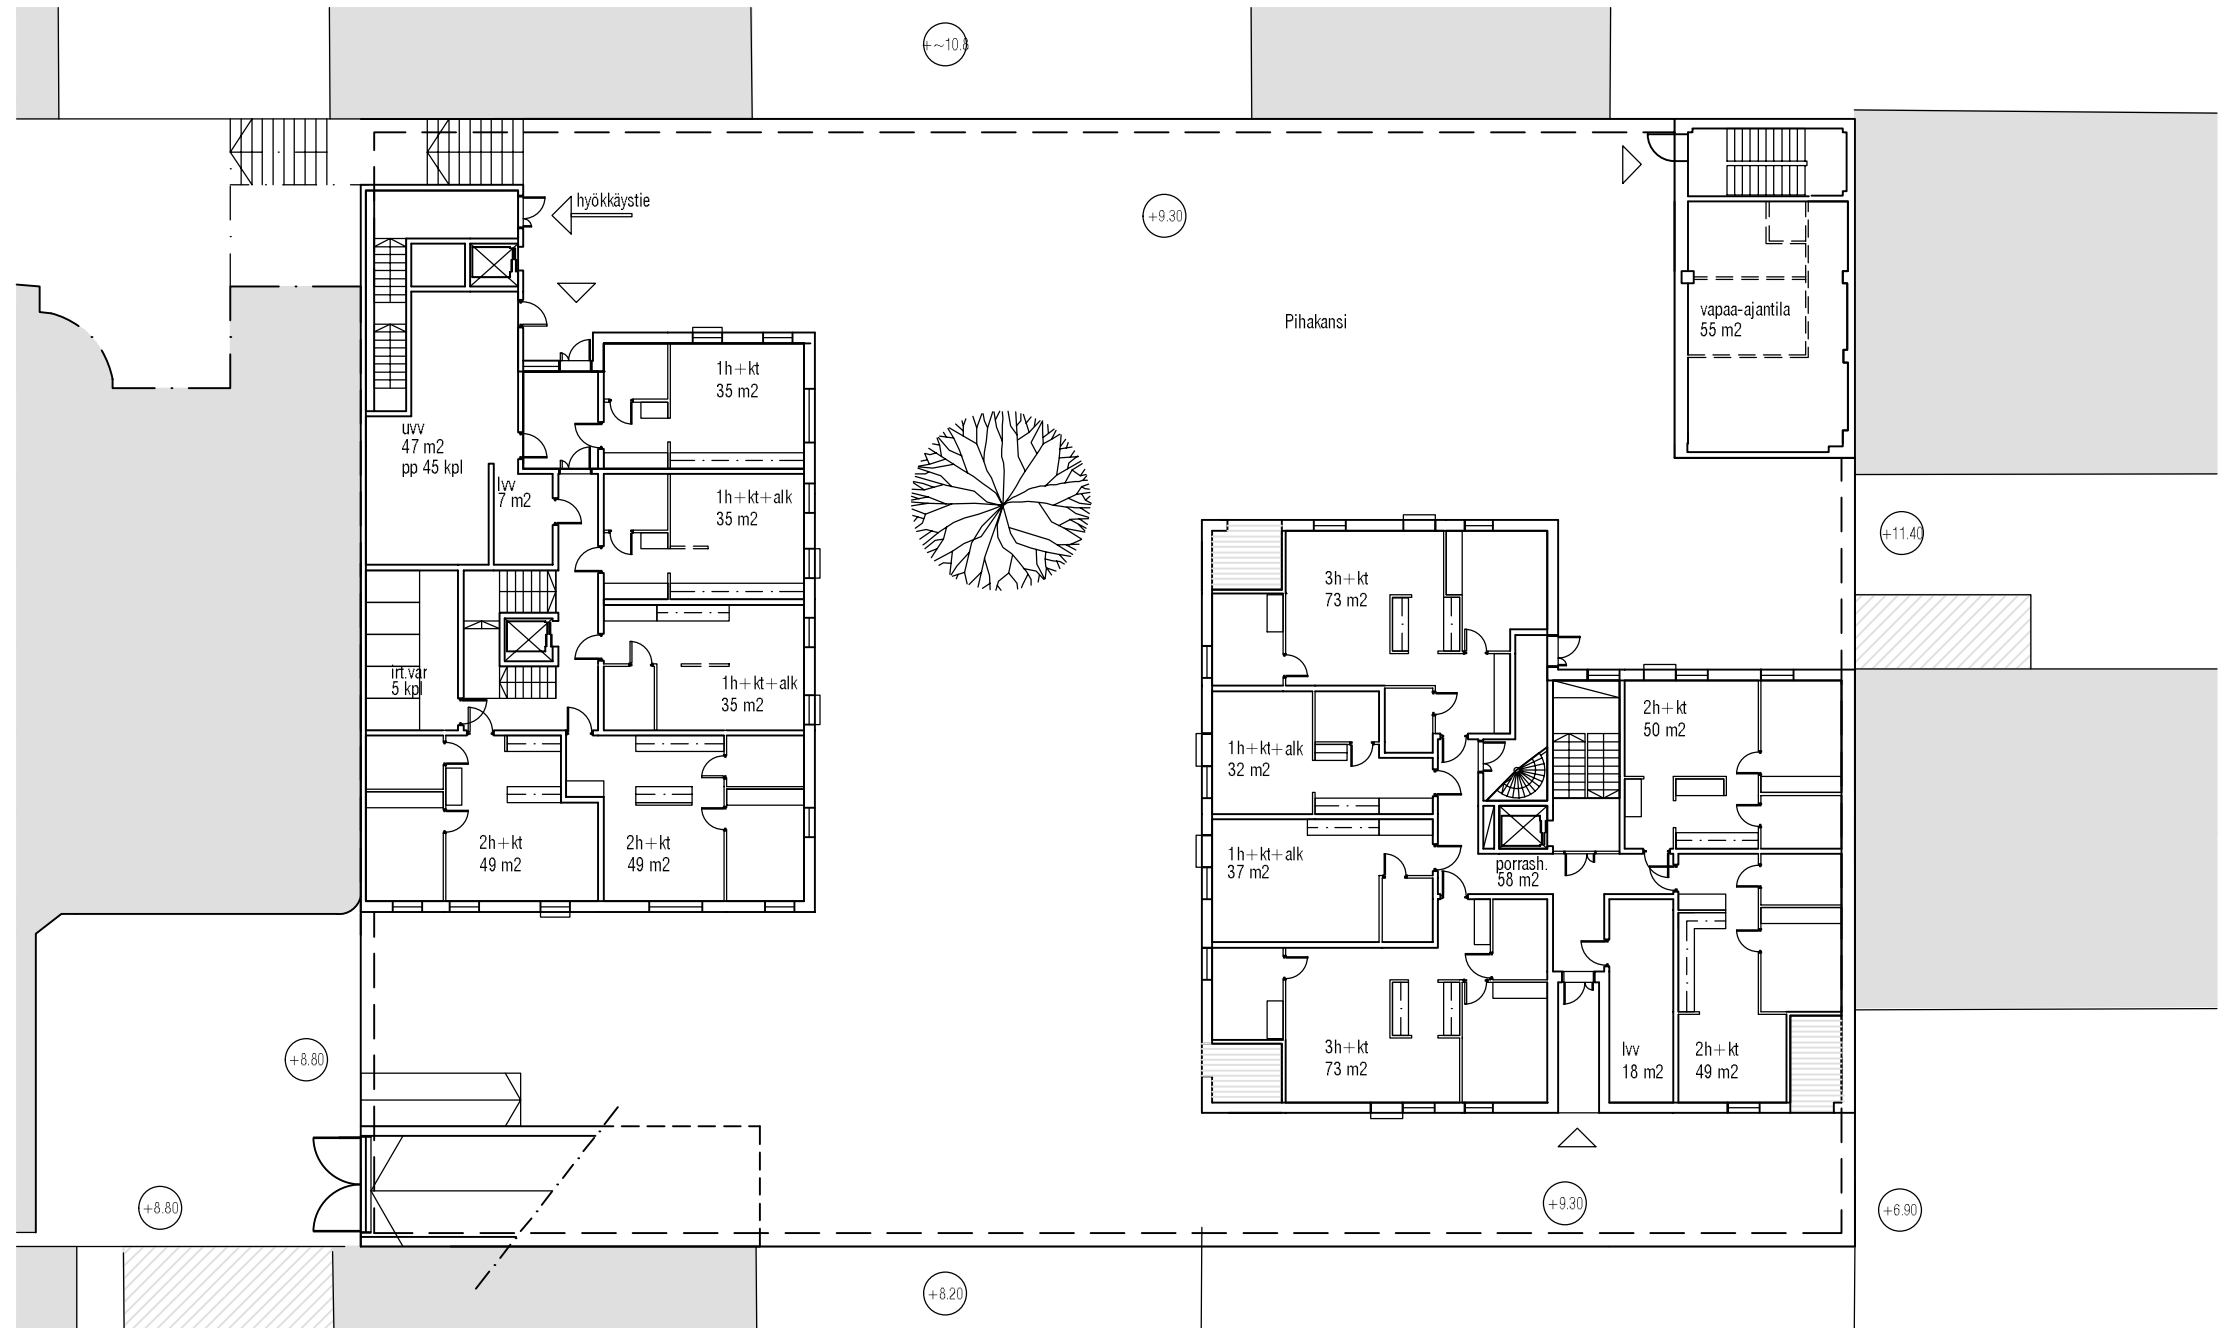 +~10.8
hyökkäystie
+9.30
Pihakansi
vapaa-ajantila
55 m2
1h+kt
35 m2
uvv
47 m2
pp 45 kpl
lvv
7 m2
1h+kt+alk
35 m2
+11.40
3h+kt
73 m2
irt.var
5 kpl
1h+kt+alk
35 m2
2h+kt
50 m2
1h+kt+alk
32 m2
2h+kt
49 m2
2h+kt
49 m2
1h+kt+alk
37 m2
porrash.
58 m2
+8.80
3h+kt
73 m2
lvv
18 m2
2h+kt
49 m2
+8.80
+9.30
+6.90
+8.20